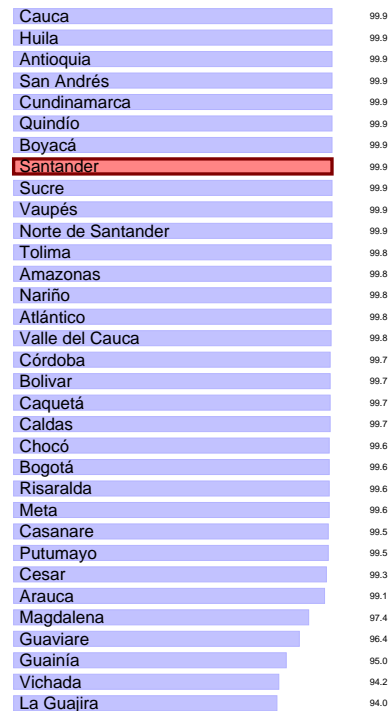 Cauca 99.9
Huila 99.9
Antioquia 99.9
San Andrés 99.9
Cundinamarca 99.9
Quindío 99.9
Boyacá 99.9
Santander 99.9
Sucre 99.9
Vaupés 99.9
Norte de Santander 99.9
Tolima 99.8
Amazonas 99.8
Nariño 99.8
Atlántico 99.8
Valle del Cauca 99.8
Córdoba 99.7
Bolivar 99.7
Caquetá 99.7
Caldas 99.7
Chocó 99.6
Bogotá 99.6
Risaralda 99.6
Meta 99.6
Casanare 99.5
Putumayo 99.5
Cesar 99.3
Arauca 99.1
Magdalena 97.4
Guaviare 96.4
Guainía 95.0
Vichada 94.2
La Guajira 94.0